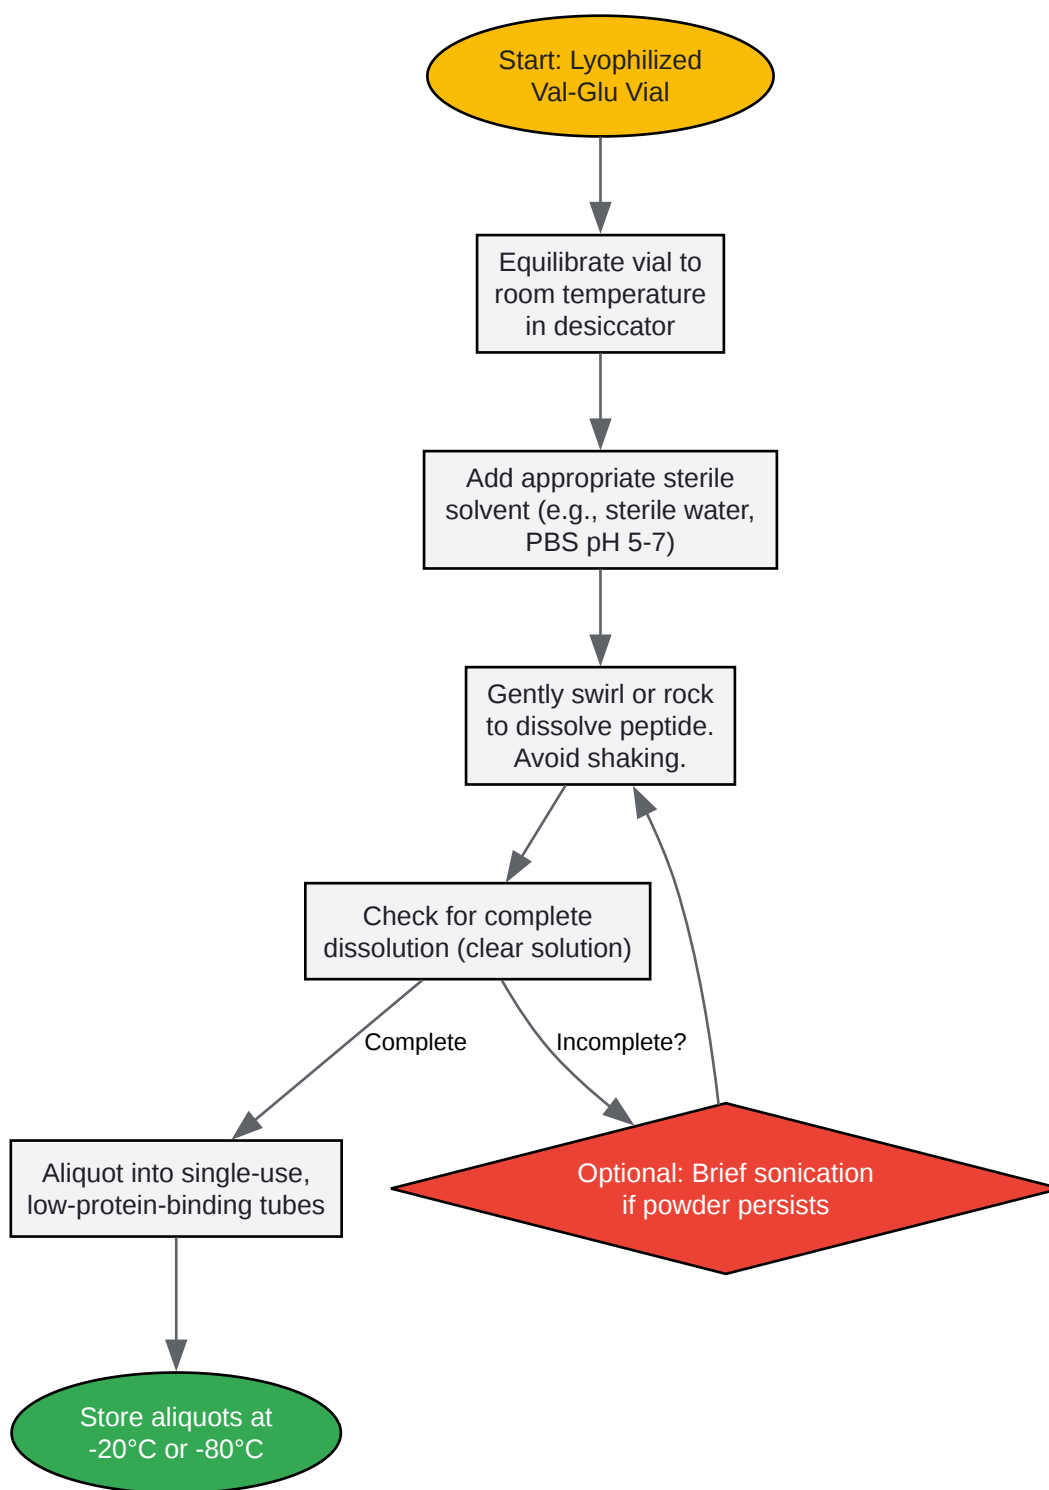 Start: Lyophilized
Val-Glu Vial
Equilibrate vial to
room temperature
in desiccator
Add appropriate sterile
solvent (e.g., sterile water,
PBS pH 5-7)
Gently swirl or rock
to dissolve peptide.
Avoid shaking.
Check for complete
dissolution (clear solution)
Complete
Incomplete?
Aliquot into single-use,
low-protein-binding tubes
Optional: Brief sonication
if powder persists
Store aliquots at
-20°C or -80°C